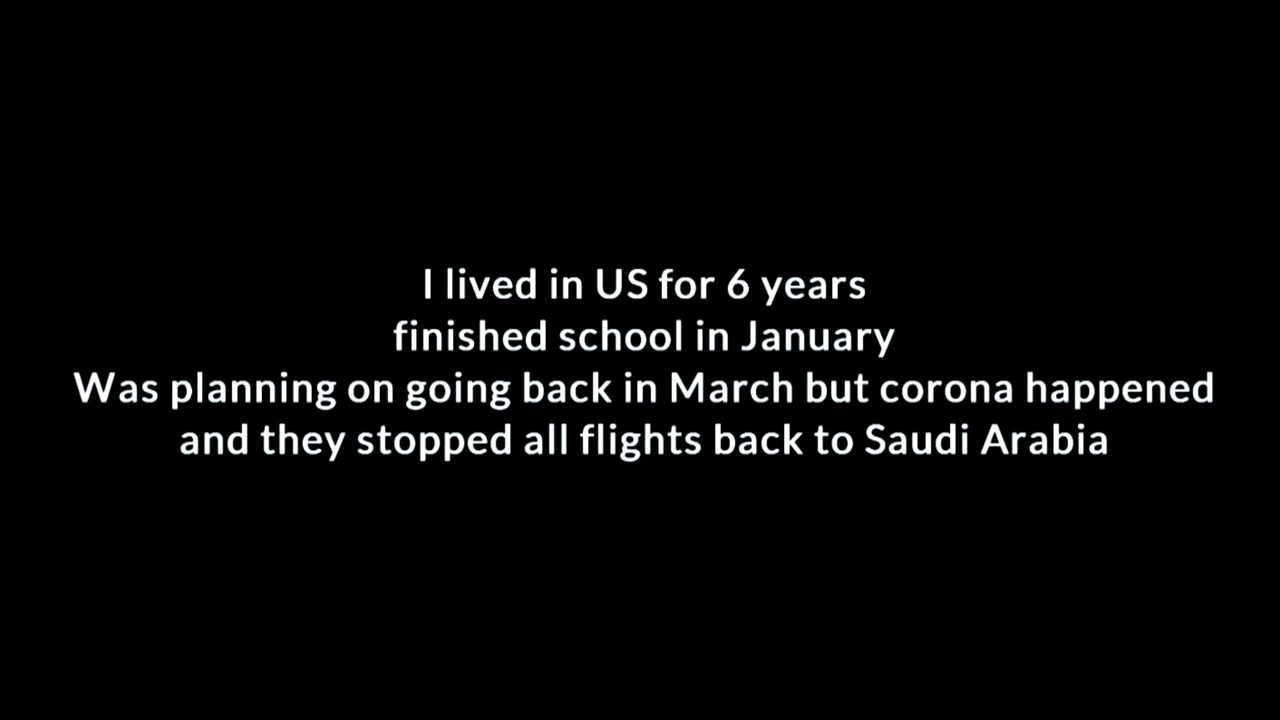 I lived in US for 6 years
finished school in January
Was planning on going back in March but corona happened
and they stopped all flights back to Saudi Arabia